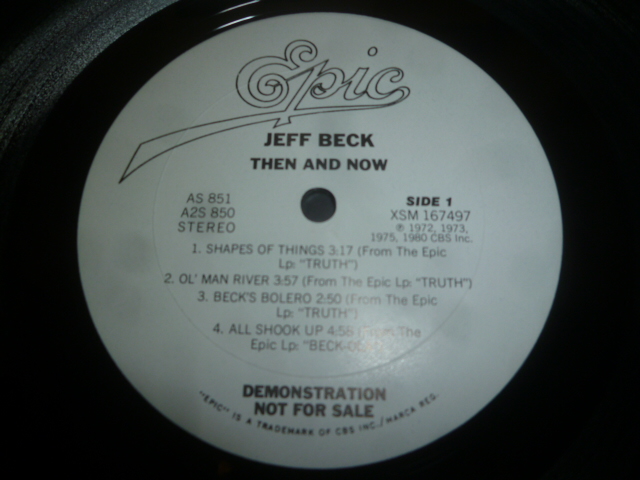 Epic
JEFF BECK
THEN AND NOW
AS 851
A2S 850
STEREO
SIDE 1
XSM 167497
℗ 1972, 1973,
1975, 1980 CBS Inc.
1. SHAPES OF THINGS 3:17 (From The Epic
Lp: "TRUTH")
2. OL' MAN RIVER 3:57 (From The Epic Lp: "TRUTH")
3. BECK'S BOLERO 2:50 (From The Epic
Lp: "TRUTH")
4. ALL SHOOK UP 4:58 (From The
Epic Lp:
DEMONSTRATION
NOT FOR SALE
"EPIC" IS A TRADEMARK OF CBS INC./MARCA REG.